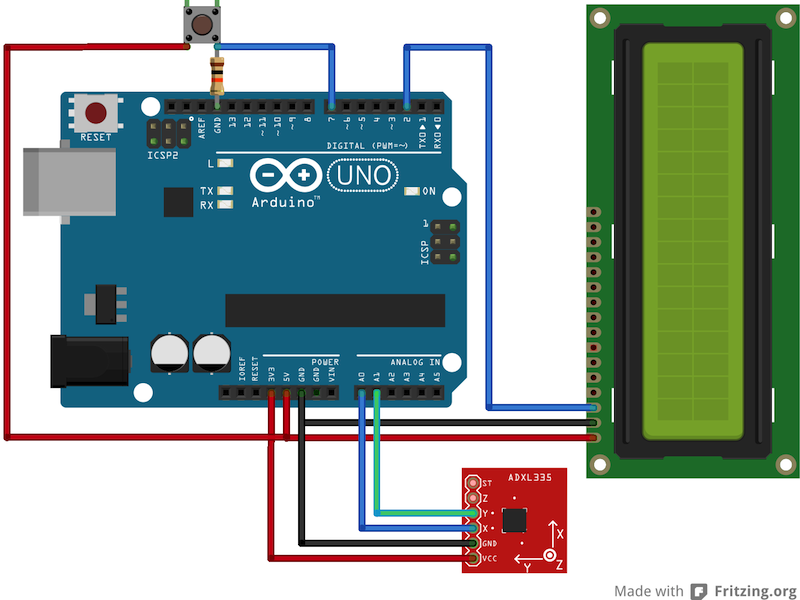 RESET
ICSP2
AREF
GND
13
12
~11
~10
~9
8
7
~6
~5
4
~3
2
TX0▶1
RX0◀0
DIGITAL (PWM=~)
L
TX
RX
UNO
Arduino™
ON
1
ICSP
POWER
ANALOG IN
IOREF
RESET
3V3
5V
GND
GND
VIN
A0
A1
A2
A3
A4
A5
ADXL335
ST
Z
Y
X
GND
VCC
X
Y
Z
Made with Fritzing.org